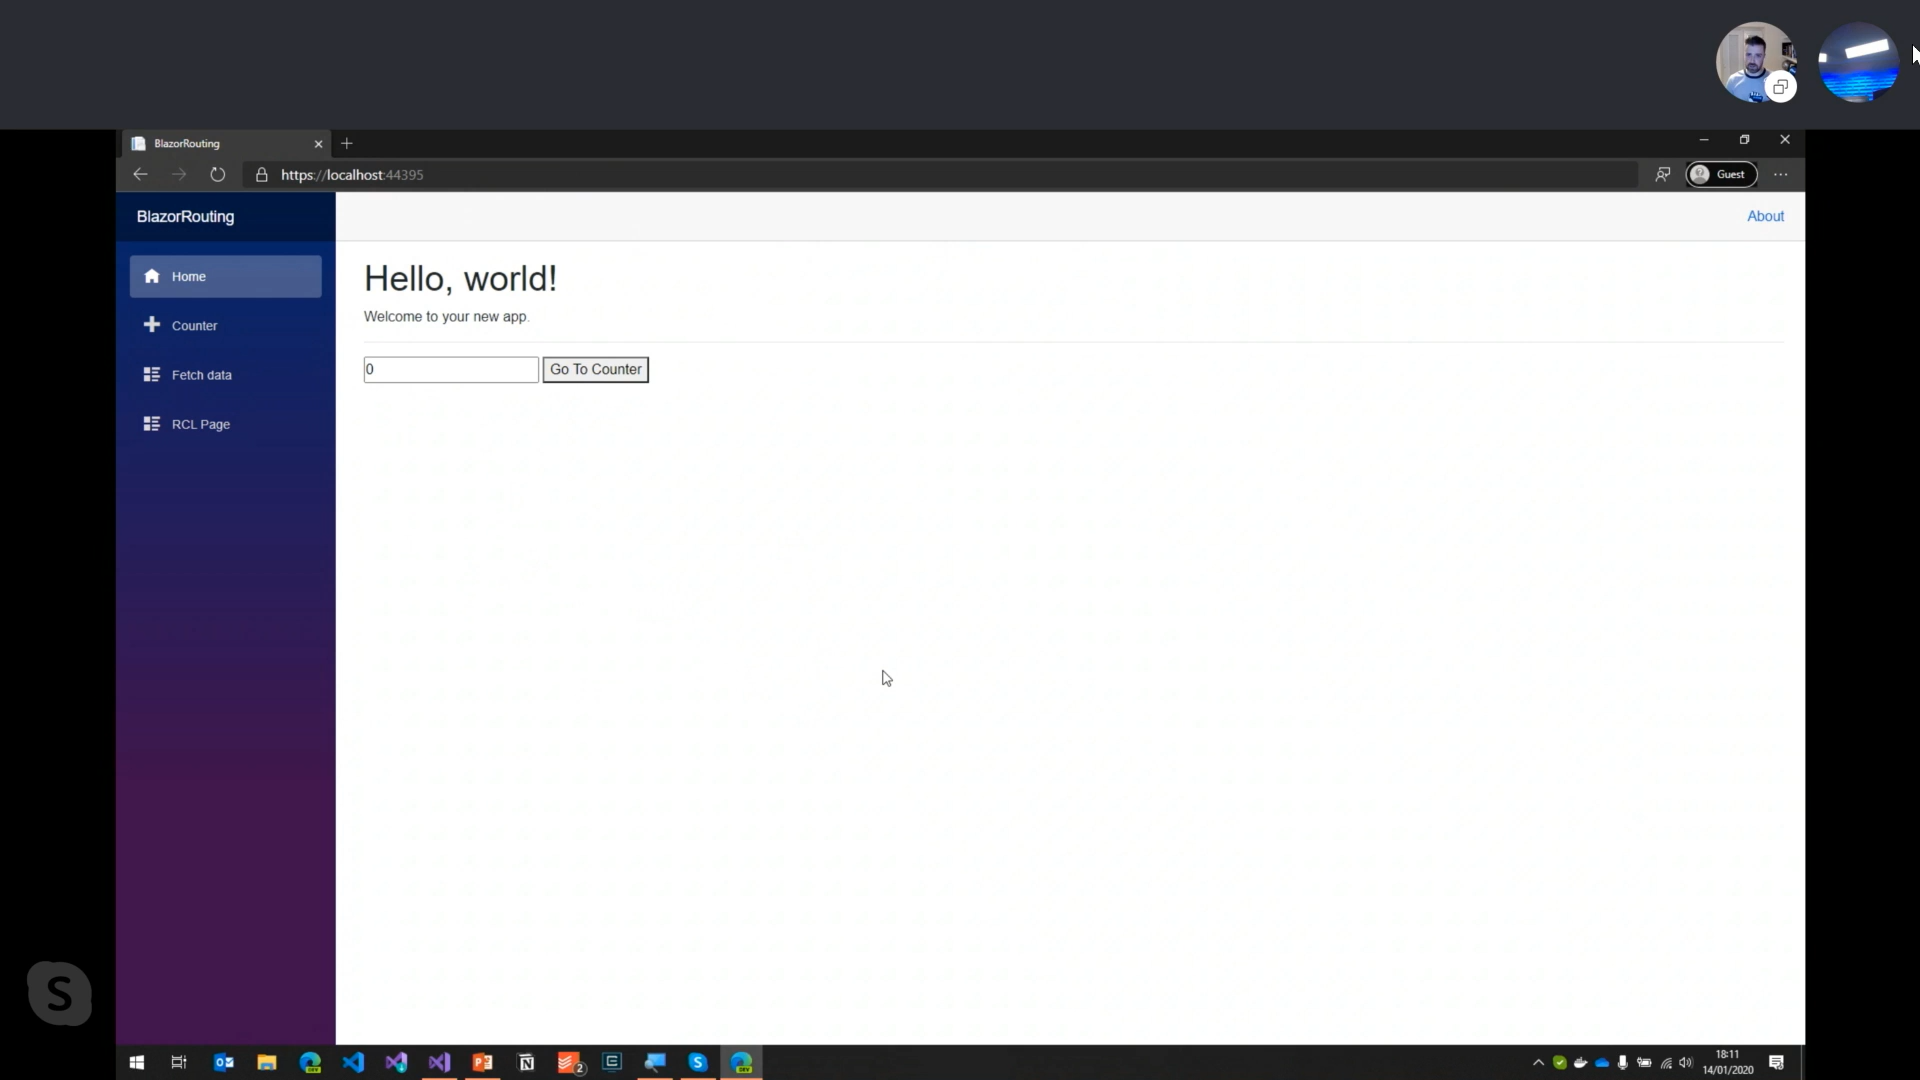 BlazorRouting
https://localhost:44395
Guest
BlazorRouting
About
Home
Counter
Fetch data
RCL Page
Hello, world!
Welcome to your new app.
0
Go To Counter
S
2
18:11
14/01/2020